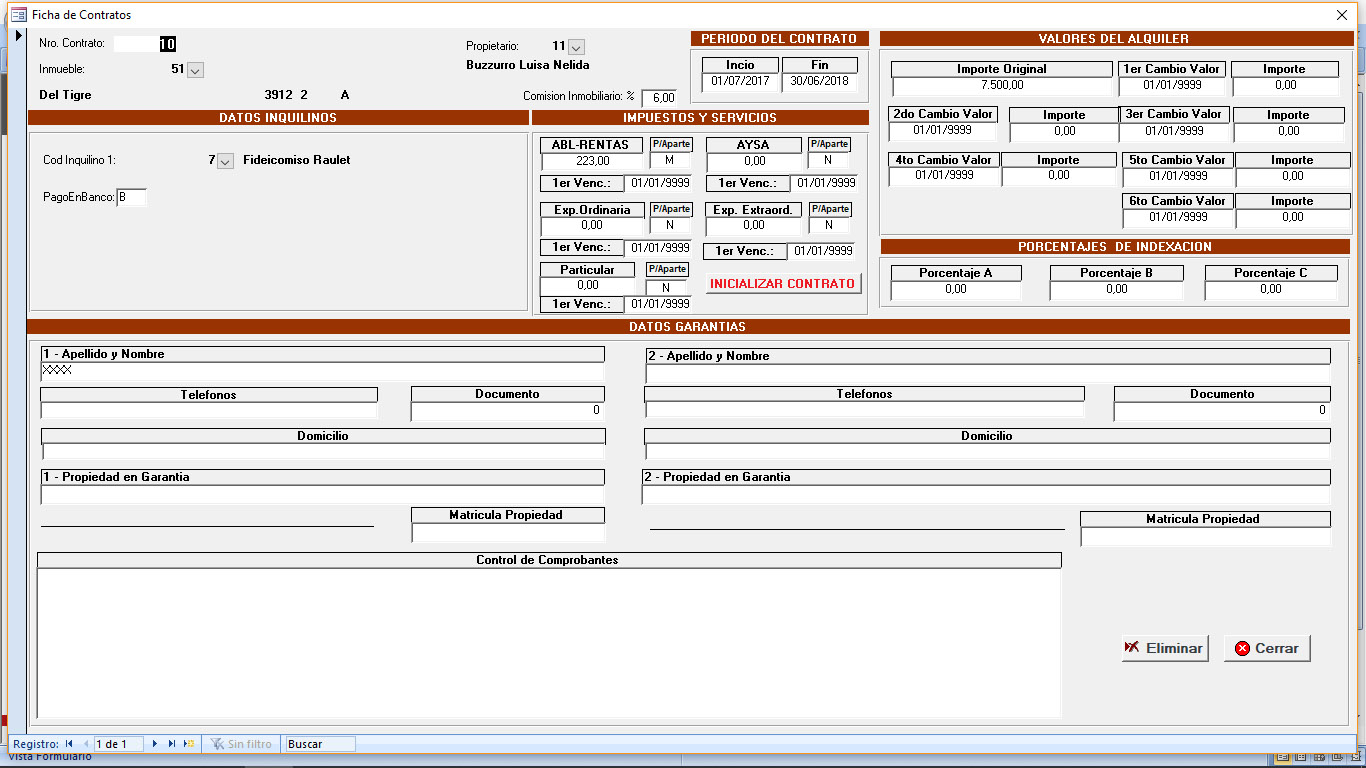 Ficha de Contratos
Nro. Contrato: 10
Inmueble: 51
Del Tigre 3912 2 A
Propietario: 11
Buzzurro Luisa Nelida
Comision Inmobiliario: % 6,00
PERIODO DEL CONTRATO
Incio Fin
01/07/2017 30/06/2018
VALORES DEL ALQUILER
Importe Original 1er Cambio Valor Importe
7.500,00 01/01/9999 0,00
2do Cambio Valor Importe 3er Cambio Valor Importe
01/01/9999 0,00 01/01/9999 0,00
4to Cambio Valor Importe 5to Cambio Valor Importe
01/01/9999 0,00 01/01/9999 0,00
6to Cambio Valor Importe
01/01/9999 0,00
DATOS INQUILINOS
Cod Inquilino 1: 7 Fideicomiso Raulet
PagoEnBanco: B
IMPUESTOS Y SERVICIOS
ABL-RENTAS P/Aparte AYSA P/Aparte
223,00 M 0,00 N
1er Venc.: 01/01/9999 1er Venc.: 01/01/9999
Exp.Ordinaria P/Aparte Exp. Extraord. P/Aparte
0,00 N 0,00 N
1er Venc.: 01/01/9999 1er Venc.: 01/01/9999
Particular P/Aparte
0,00 N
INICIALIZAR CONTRATO
1er Venc.: 01/01/9999
PORCENTAJES DE INDEXACION
Porcentaje A Porcentaje B Porcentaje C
0,00 0,00 0,00
DATOS GARANTIAS
1 - Apellido y Nombre 2 - Apellido y Nombre
XXXX
Telefonos Documento Telefonos Documento
0 0
Domicilio Domicilio
1 - Propiedad en Garantia 2 - Propiedad en Garantia
Matricula Propiedad Matricula Propiedad
Control de Comprobantes
Eliminar Cerrar
Registro: 1 de 1 Sin filtro Buscar
Vista Formulario